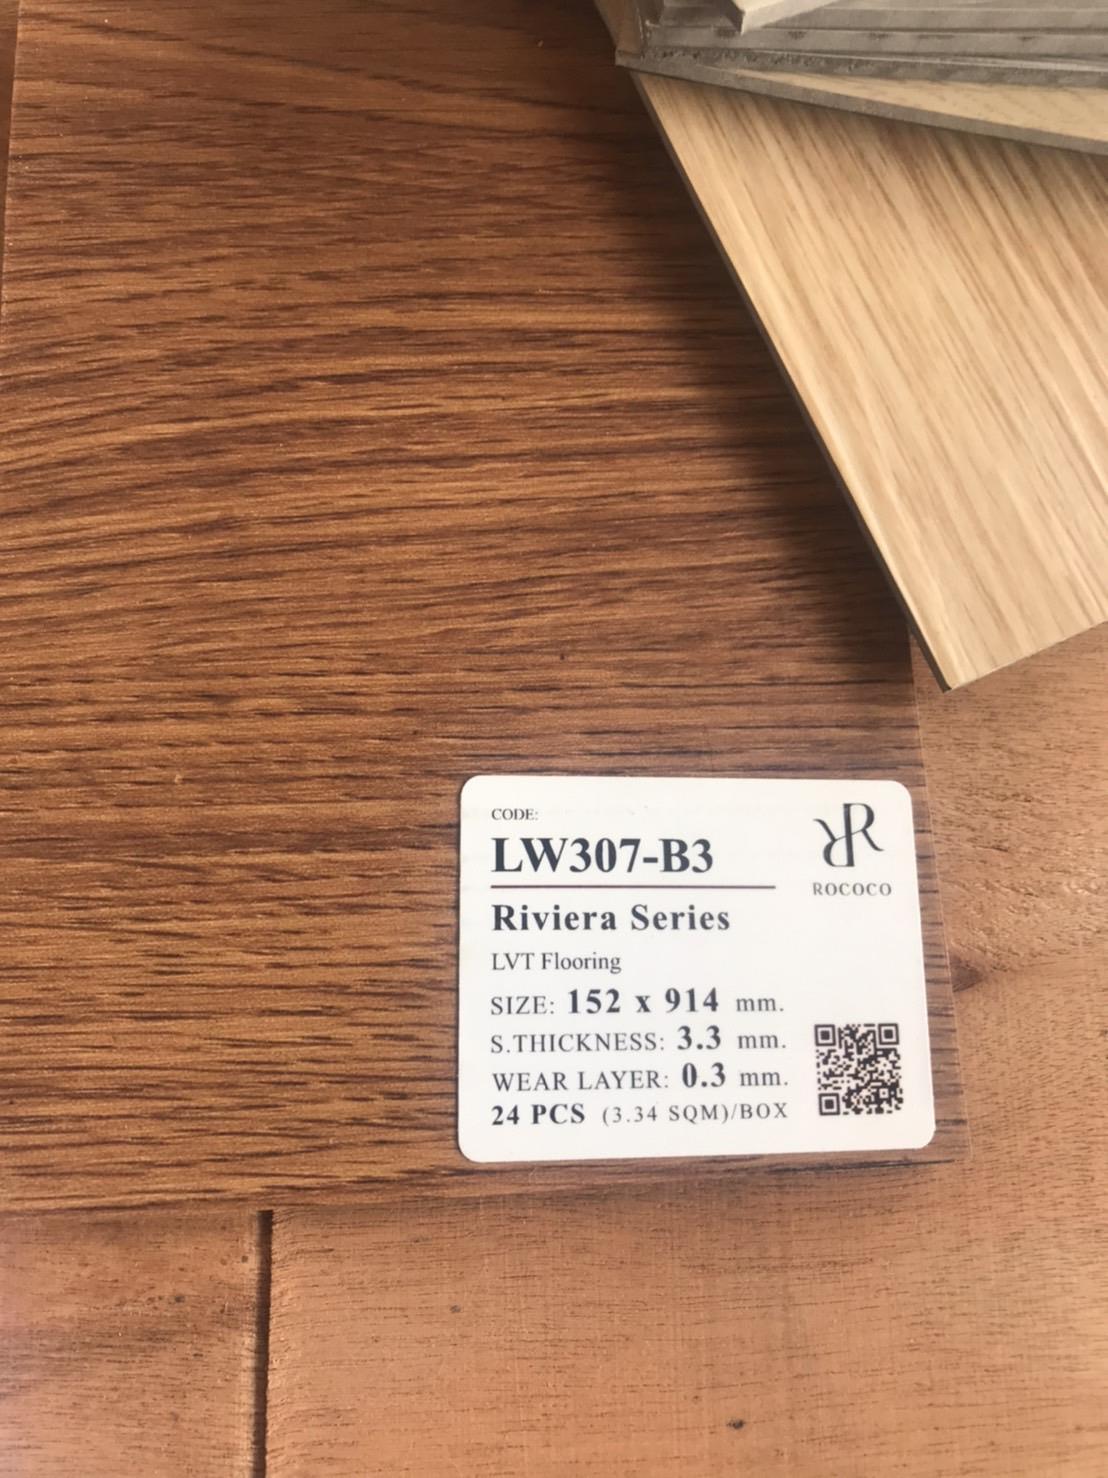 CODE:
LW307-B3
ROCOCO
Riviera Series
LVT Flooring
SIZE: 152 x 914 mm.
S.THICKNESS: 3.3 mm.
WEAR LAYER: 0.3 mm.
24 PCS (3.34 SQM)/BOX